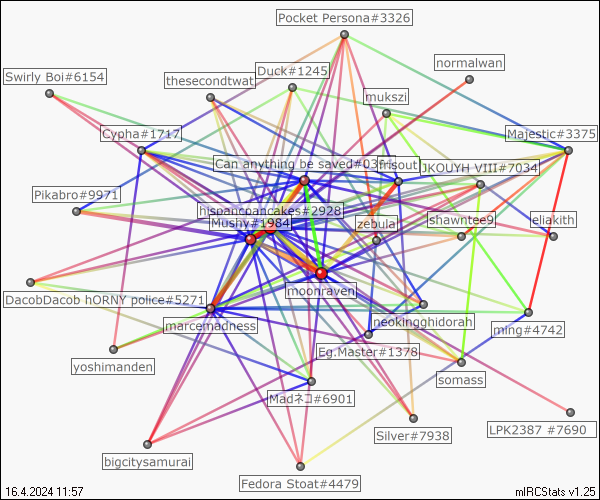 Pocket Persona#3326
normalwan
Swirly Boi#6154
thesecondtwat
Duck#1245
mukszi
Cypha#1717
Majestic#3375
Can anything be saved#03
frisout
JKOUYH VIII#7034
Pikabro#9971
hispancpancakes#2928
Mushy#1984
zebula
shawntee9
eliakith
moonraven
DacobDacob hORNY police#5271
marcemadness
neokingghidorah
ming#4742
Eg.Master#1378
yoshimanden
somass
Madネコ#6901
Silver#7938
LPK2387 #7690
bigcitysamurai
Fedora Stoat#4479
16.4.2024 11:57
mIRCStats v1.25